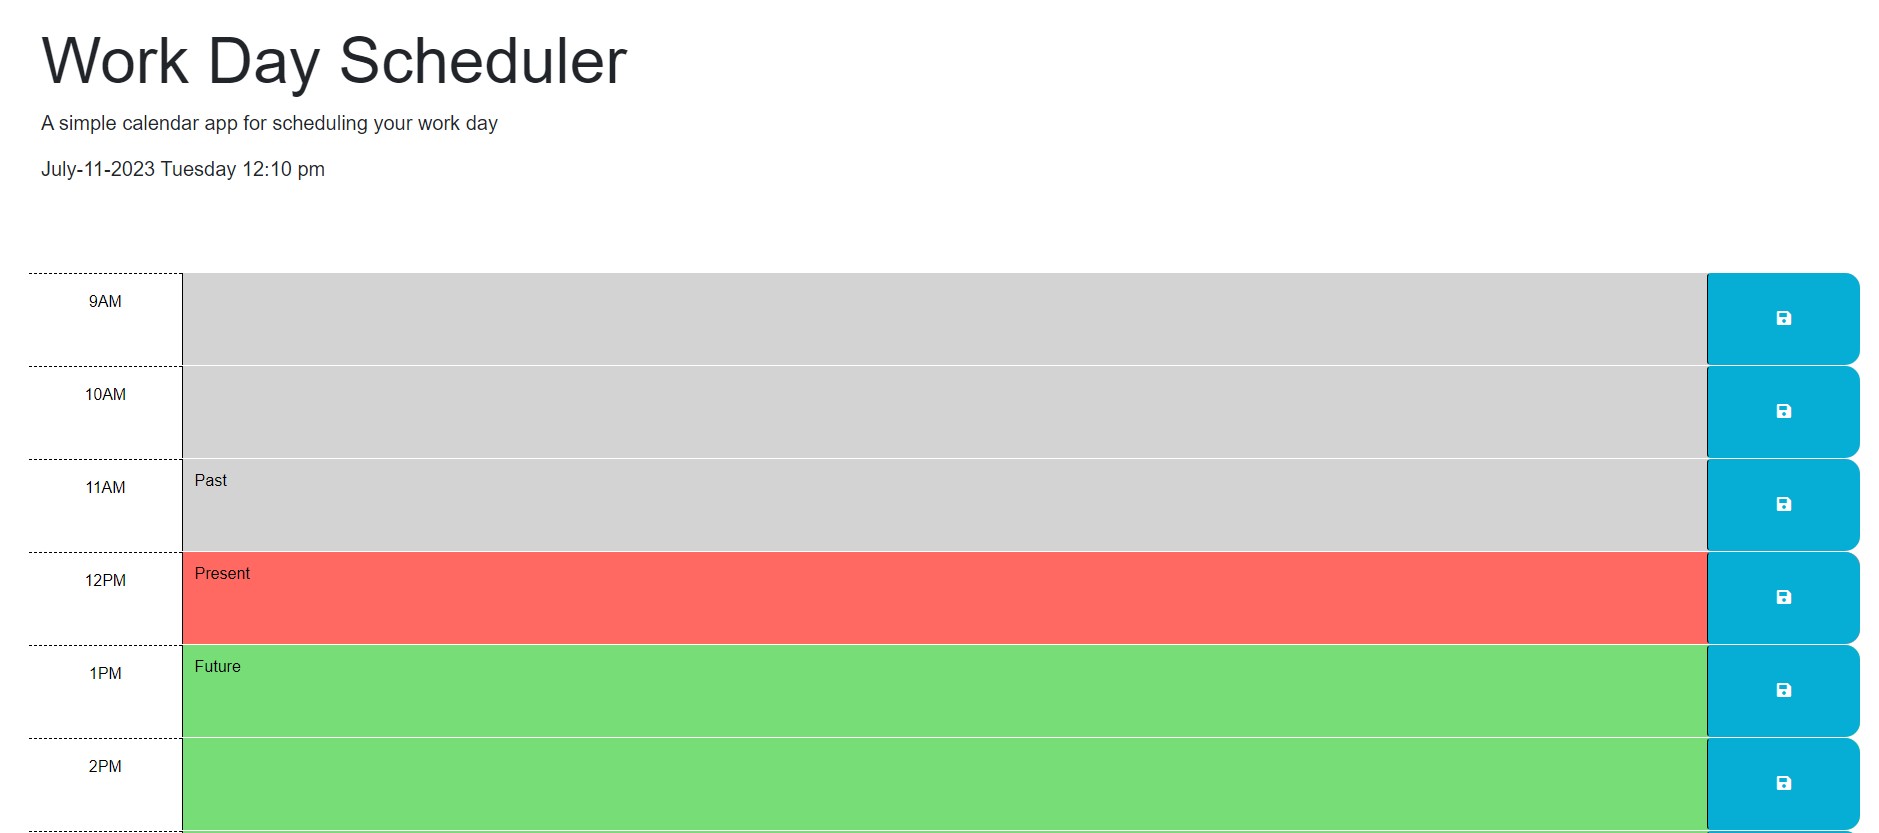 Work Day Scheduler
A simple calendar app for scheduling your work day
July-11-2023 Tuesday 12:10 pm
9AM
10AM
11AM Past
12PM Present
1PM Future
2PM